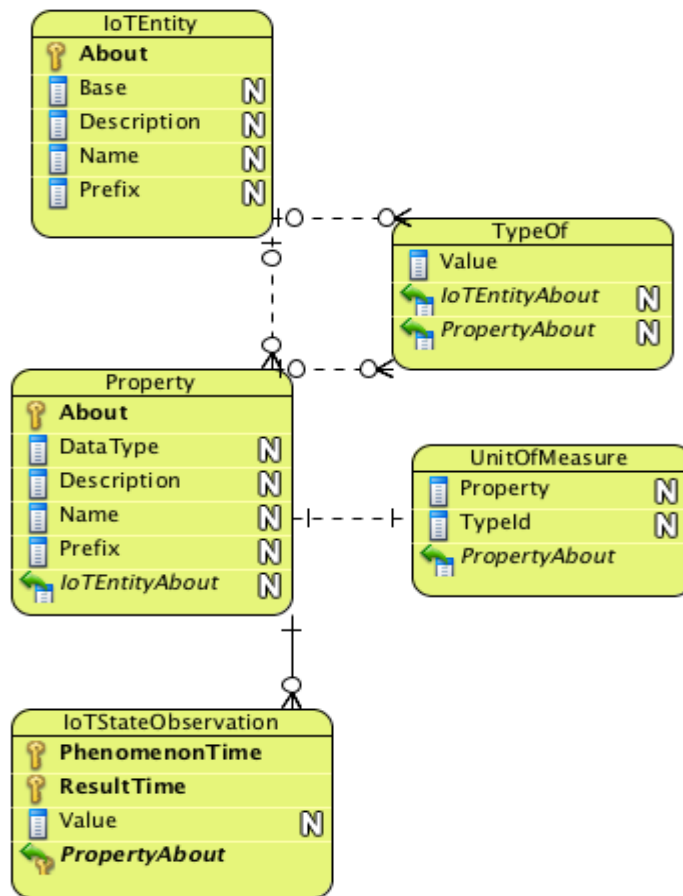 IoTEntity
About
Base N
Description N
Name N
Prefix N
TypeOf
Value
IoTEntityAbout N
PropertyAbout N
Property
About
DataType N
Description N
Name N
Prefix N
IoTEntityAbout N
UnitOfMeasure
Property N
TypeId N
PropertyAbout
IoTStateObservation
PhenomenonTime
ResultTime
Value N
PropertyAbout